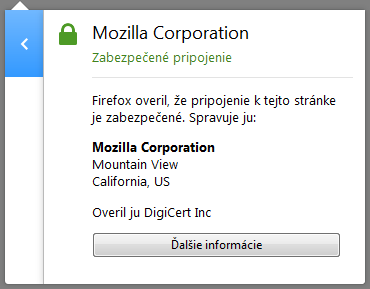 Mozilla Corporation
Zabezpečené pripojenie
Firefox overil, že pripojenie k tejto stránke
je zabezpečené. Spravuje ju:
Mozilla Corporation
Mountain View
California, US
Overil ju DigiCert Inc
Ďalšie informácie